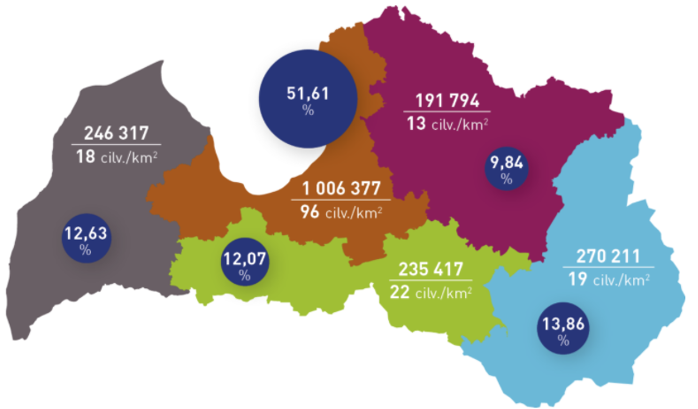 51,61
%
191 794
13 cilv./km²
246 317
18 cilv./km²
9,84
%
1 006 377
96 cilv./km²
12,63
%
12,07
%
235 417
22 cilv./km²
270 211
19 cilv./km²
13,86
%